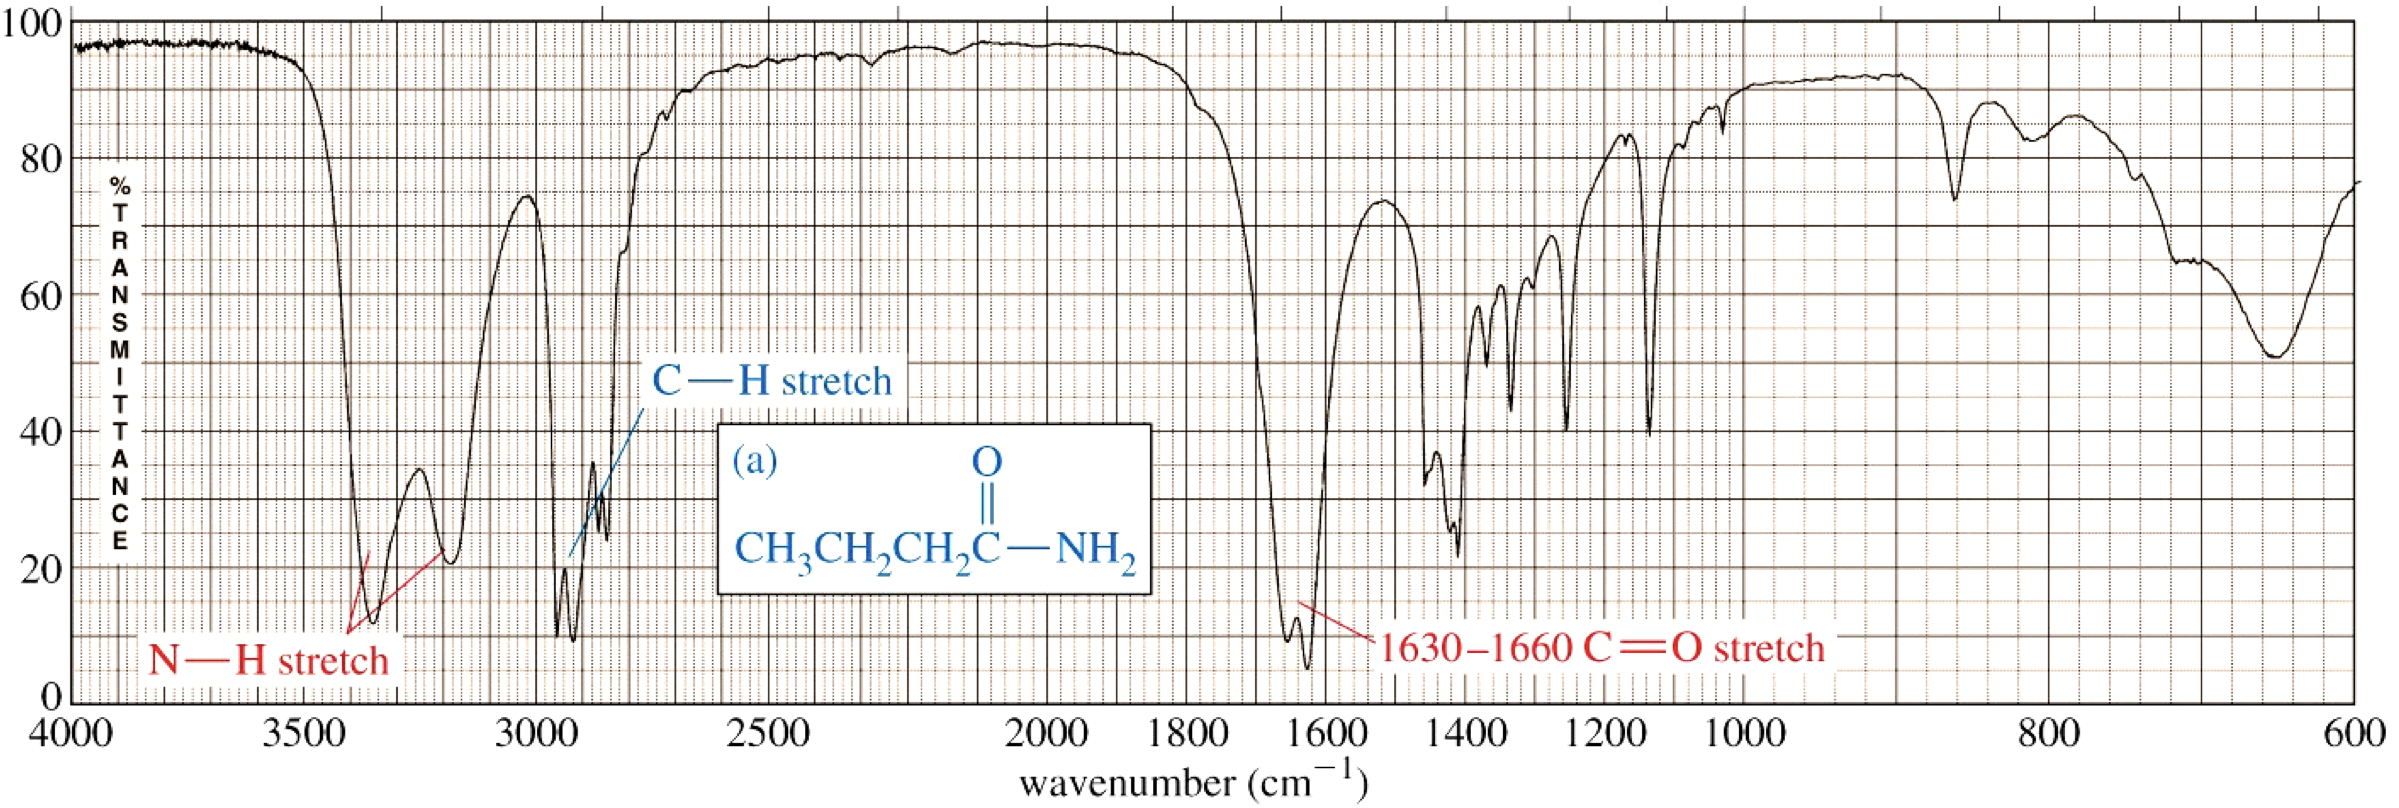 100
80
60
40
20
0
%
T
R
A
N
S
M
I
T
T
A
N
C
E
C—H stretch
(a)
O
CH₃CH₂CH₂C—NH₂
N—H stretch
1630–1660 C=O stretch
4000 3500 3000 2500 2000 1800 1600 1400 1200 1000 800 600
wavenumber (cm⁻¹)